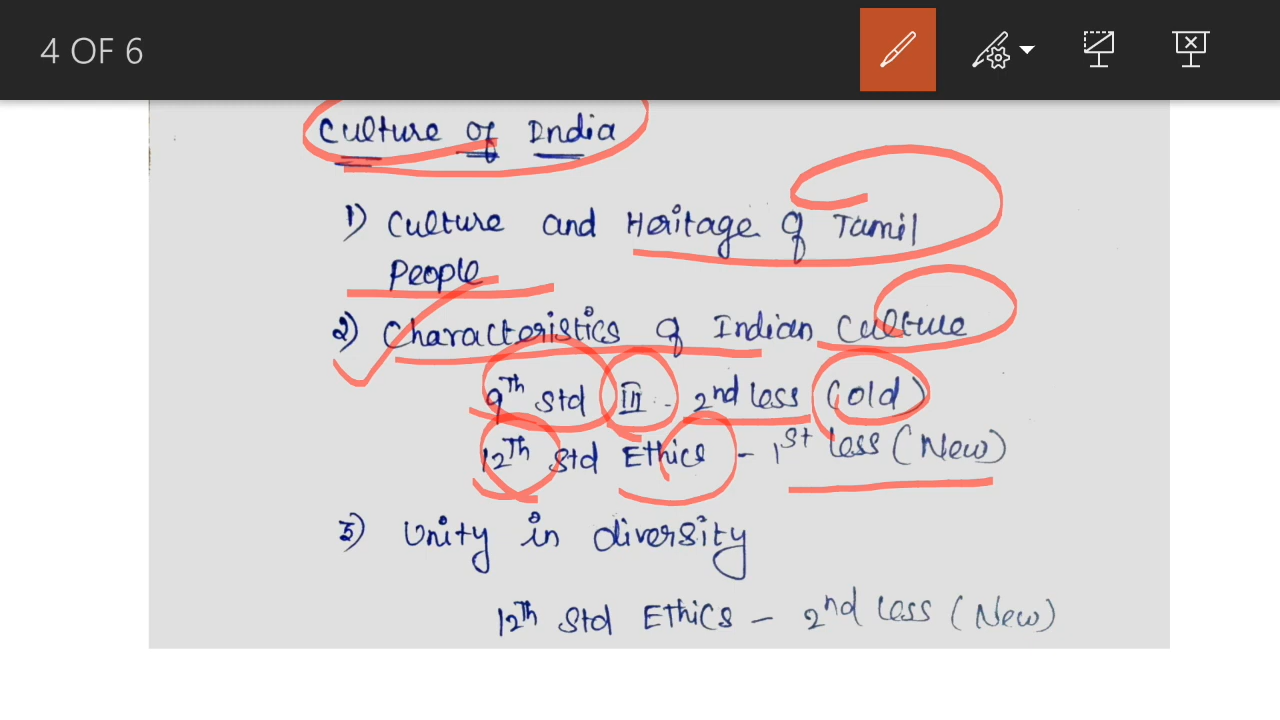 4 OF 6
Culture of India
1) Culture and Heritage of Tamil
People
2) Characteristics of Indian Culture
9Th Std III - 2nd less (old)
12Th Std Ethics - 1st less (New)
3) Unity in diversity
12Th Std Ethics - 2nd less (New)